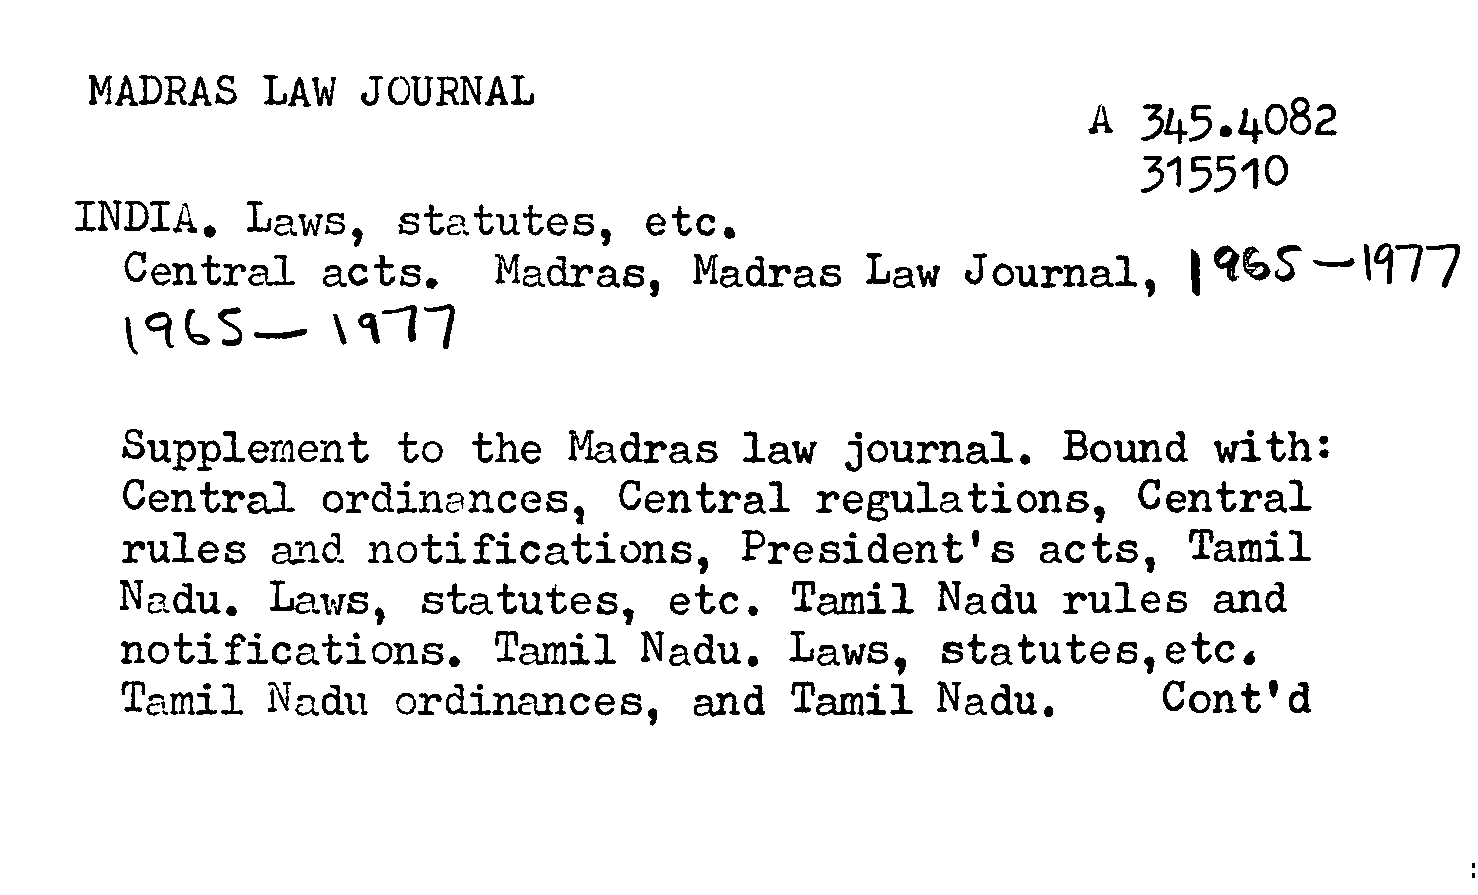 MADRAS LAW JOURNAL
A 345.4082
315510
INDIA. Laws, statutes, etc.
Central acts. Madras, Madras Law Journal, 1965-1977
1965-1977
Supplement to the Madras law journal. Bound with:
Central ordinances, Central regulations, Central
rules and notifications, President's acts, Tamil
Nadu. Laws, statutes, etc. Tamil Nadu rules and
notifications. Tamil Nadu. Laws, statutes,etc.
Tamil Nadu ordinances, and Tamil Nadu. Cont'd